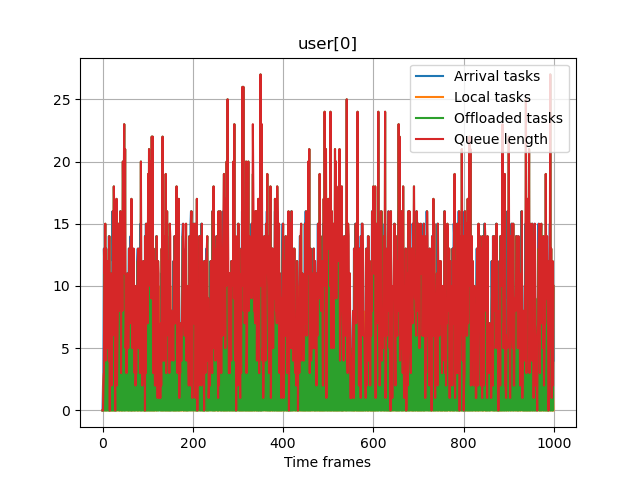 user[0]
Arrival tasks
Local tasks
Offloaded tasks
Queue length
25
20
15
10
5
0
0 200 400 600 800 1000
Time frames